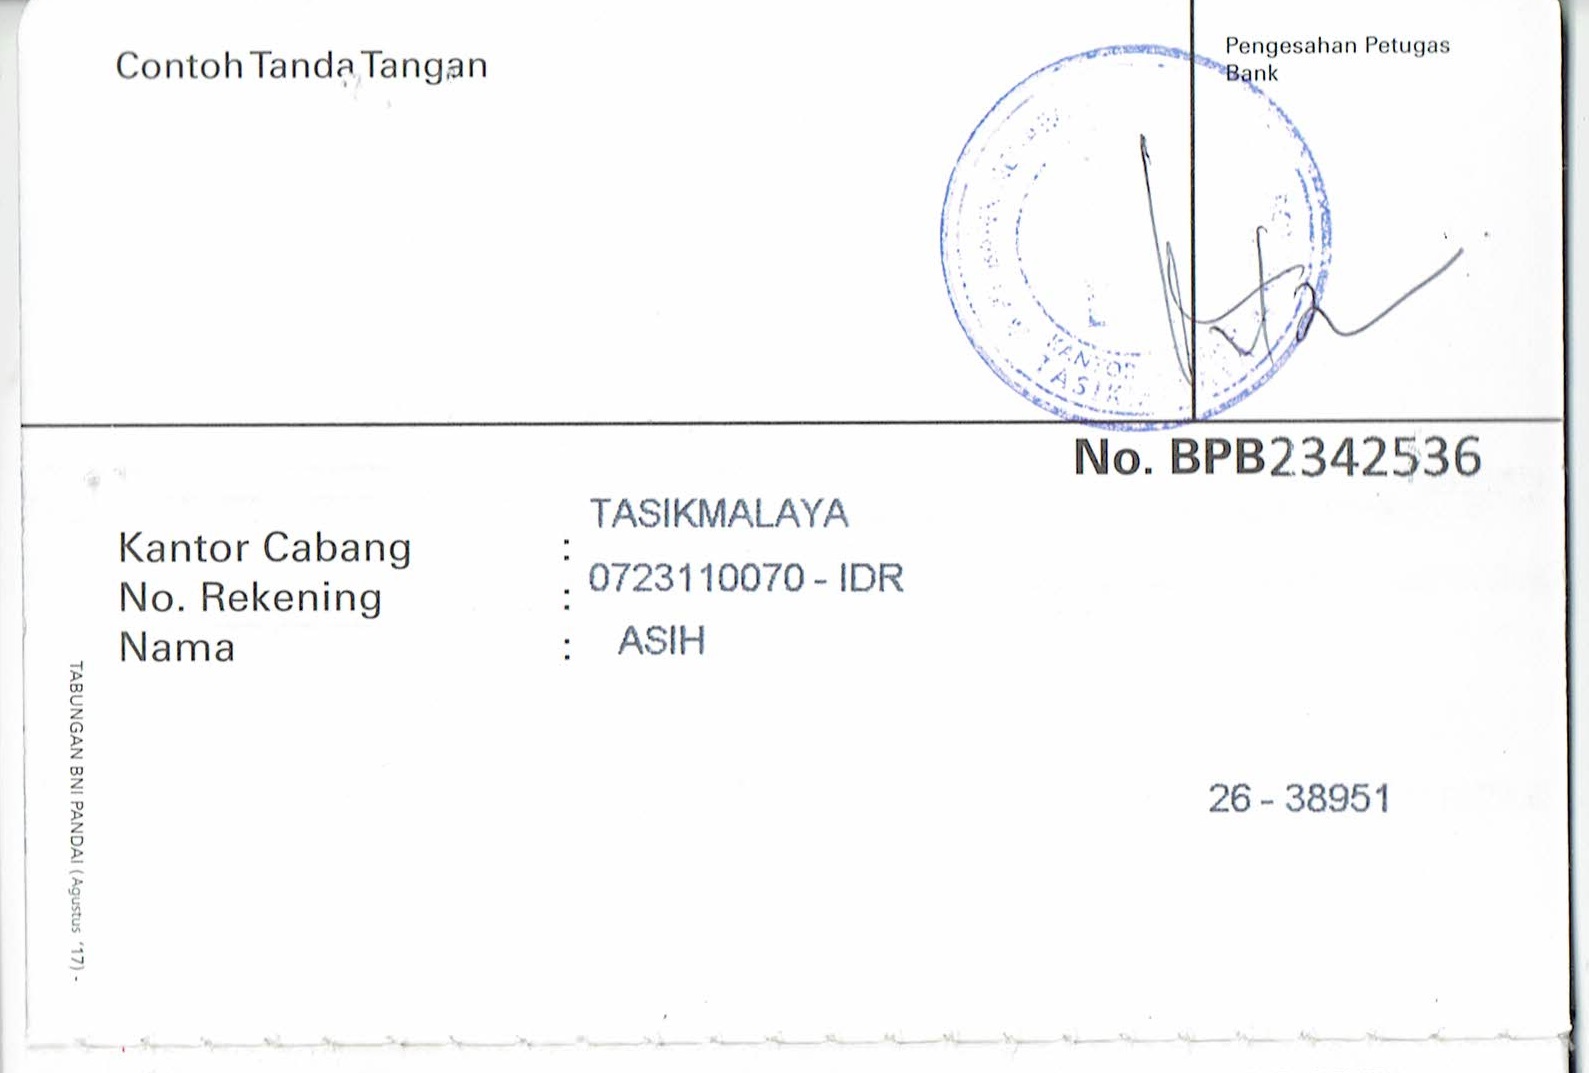 Contoh Tanda Tangan
Pengesahan Petugas
Bank
KANTOR
No. BPB2342536
TASIKMALAYA
Kantor Cabang :
0723110070 - IDR
No. Rekening :
Nama : ASIH
26 - 38951
TABUNGAN BNI PANDAI ( Agustus '17) -